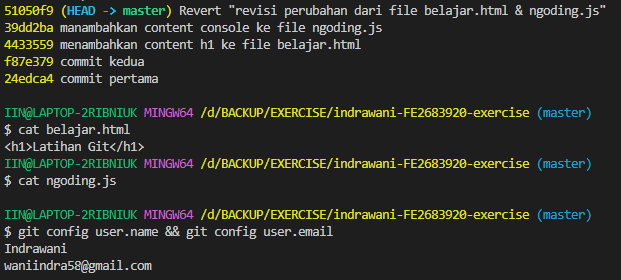 51050f9 (HEAD -> master) Revert "revisi perubahan dari file belajar.html & ngoding.js"
39dd2ba manambahkan content console ke file ngoding.js
4433559 menambahkan content h1 ke file belajar.html
f87e379 commit kedua
24edca4 commit pertama
IIN@LAPTOP-2RIBNIUK MINGW64 /d/BACKUP/EXERCISE/indrawani-FE2683920-exercise (master)
$ cat belajar.html
<h1>Latihan Git</h1>
IIN@LAPTOP-2RIBNIUK MINGW64 /d/BACKUP/EXERCISE/indrawani-FE2683920-exercise (master)
$ cat ngoding.js
IIN@LAPTOP-2RIBNIUK MINGW64 /d/BACKUP/EXERCISE/indrawani-FE2683920-exercise (master)
$ git config user.name && git config user.email
Indrawani
waniindra58@gmail.com